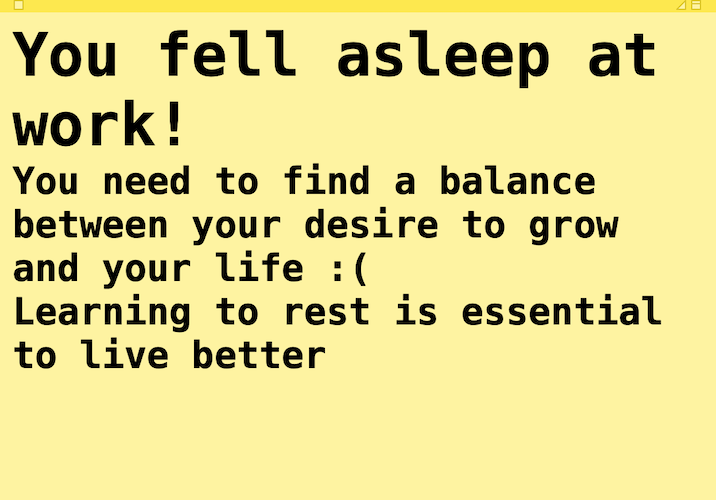 You fell asleep at
work!
You need to find a balance
between your desire to grow
and your life :(
Learning to rest is essential
to live better